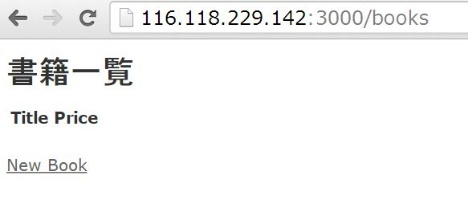 116.118.229.142:3000/books
書籍一覧
Title Price
New Book